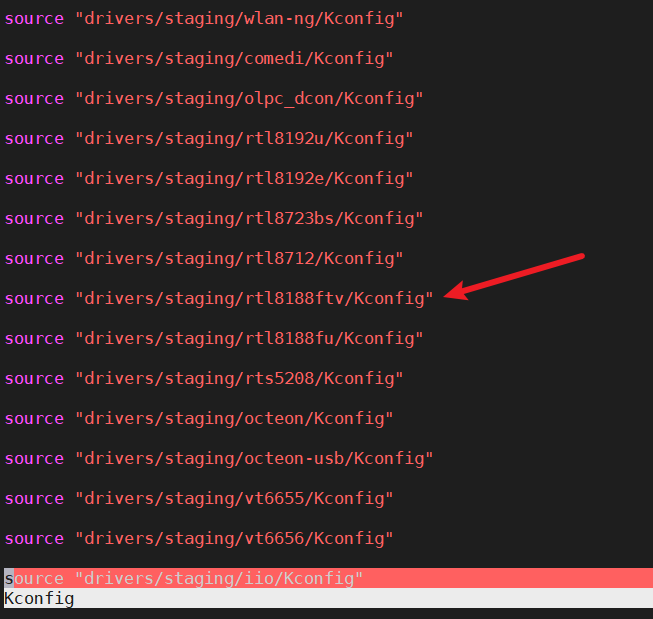 source "drivers/staging/wlan-ng/Kconfig"
source "drivers/staging/comedi/Kconfig"
source "drivers/staging/olpc_dcon/Kconfig"
source "drivers/staging/rtl8192u/Kconfig"
source "drivers/staging/rtl8192e/Kconfig"
source "drivers/staging/rtl8723bs/Kconfig"
source "drivers/staging/rtl8712/Kconfig"
source "drivers/staging/rtl8188ftv/Kconfig"
source "drivers/staging/rtl8188fu/Kconfig"
source "drivers/staging/rts5208/Kconfig"
source "drivers/staging/octeon/Kconfig"
source "drivers/staging/octeon-usb/Kconfig"
source "drivers/staging/vt6655/Kconfig"
source "drivers/staging/vt6656/Kconfig"
source "drivers/staging/iio/Kconfig"
Kconfig